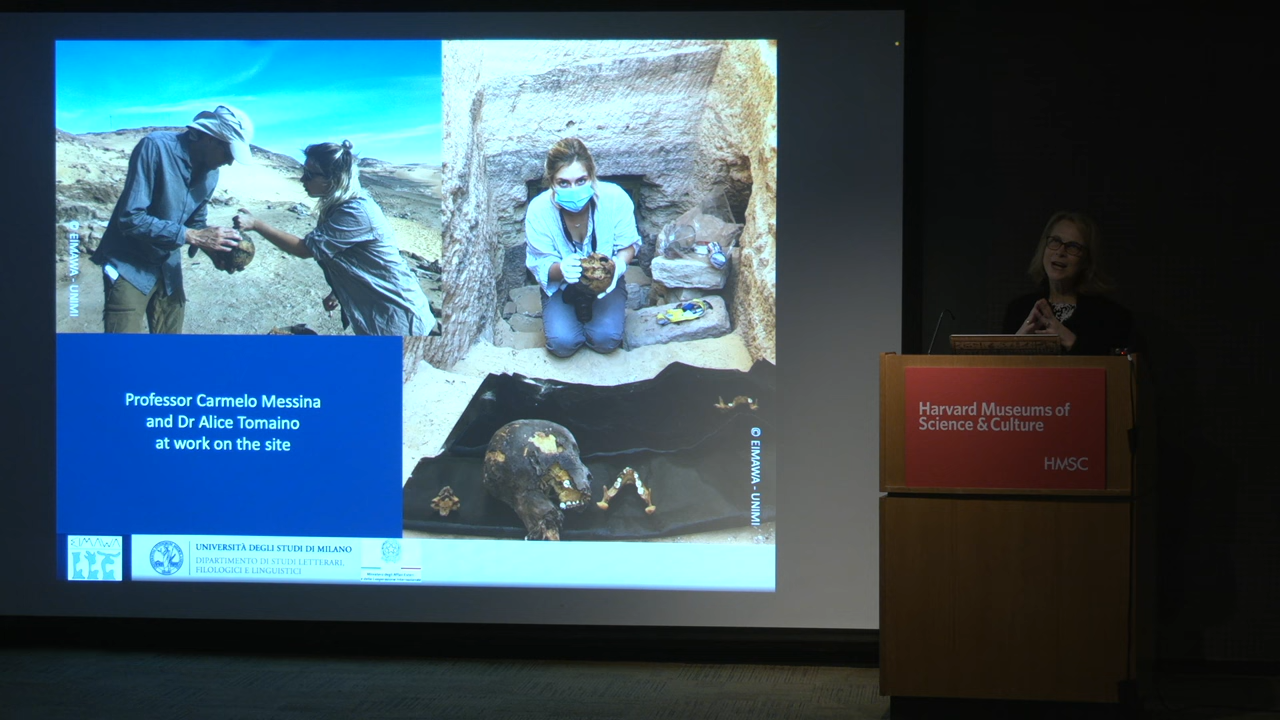 © EIMAWA - UNIMI
Professor Carmelo Messina
and Dr Alice Tomaino
at work on the site
© EIMAWA - UNIMI
EIMAWA
UNIVERSITÀ DEGLI STUDI DI MILANO
DIPARTIMENTO DI STUDI LETTERARI,
FILOLOGICI E LINGUISTICI
Harvard Museums of
Science & Culture
HMSC